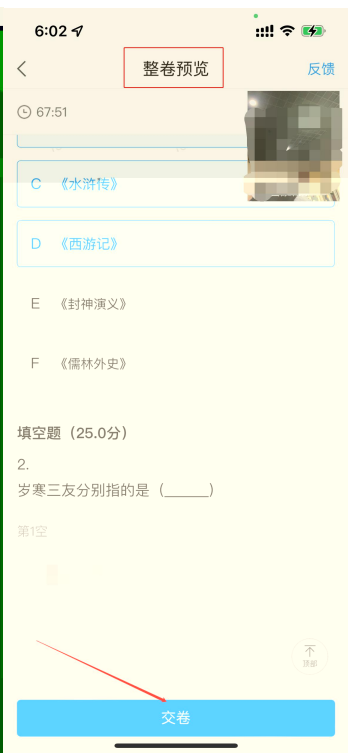 6:02
整卷预览
反馈
67:51
C 《水浒传》
D 《西游记》
E 《封神演义》
F 《儒林外史》
填空题（25.0分）
2.
岁寒三友分别指的是（_____）
第1空
顶部
交卷